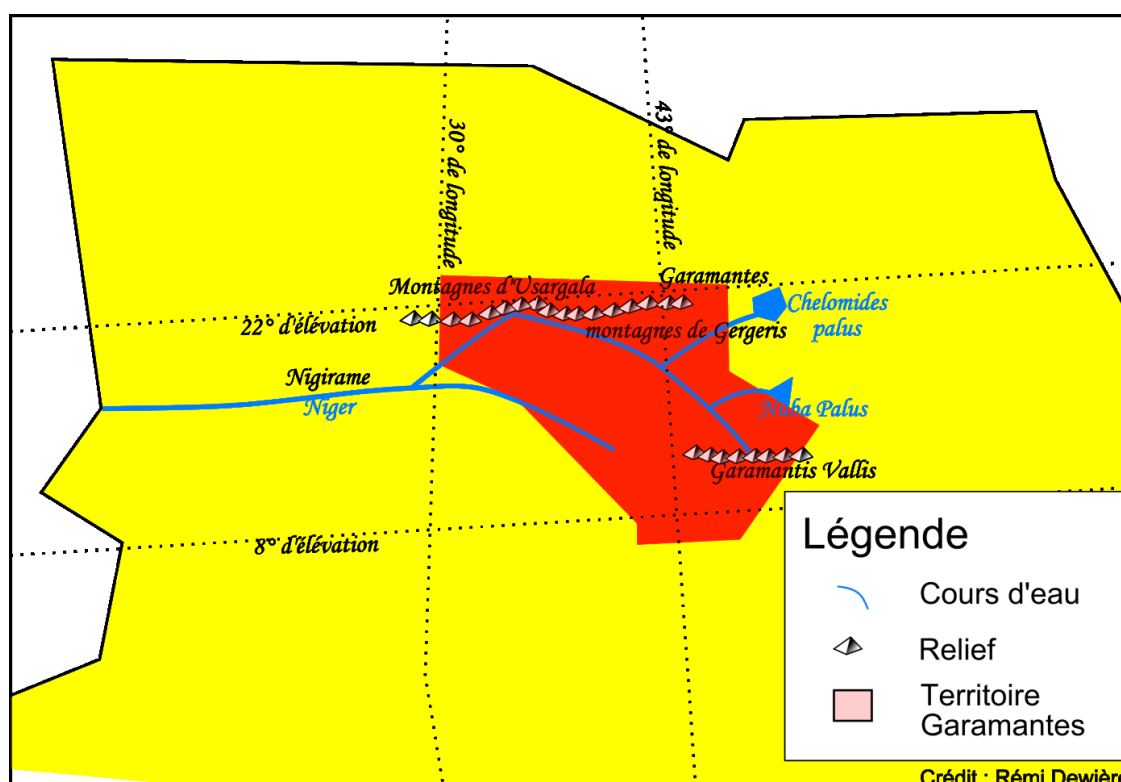 30° de longitude
43° de longitude
Montagnes d'Usargala
Garamantes
Chelomides
palus
22° d'élévation
montagnes de Gergeris
Nigirame
Niger
Nuba Palus
Garamantis Vallis
8° d'élévation
Légende
Cours d'eau
Relief
Territoire
Garamantes
Crédit : Rémi Dewière